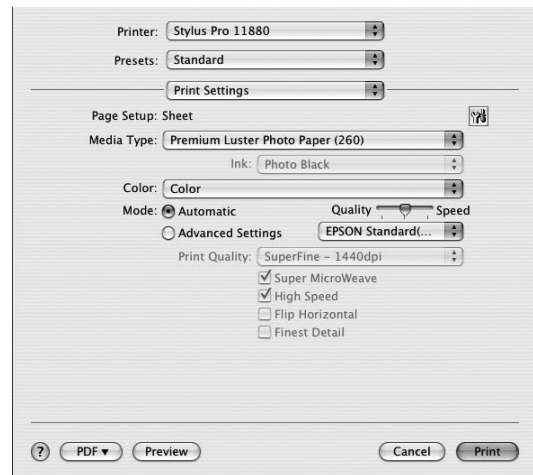 Printer: Stylus Pro 11880
Presets: Standard
Print Settings
Page Setup: Sheet
Media Type: Premium Luster Photo Paper (260)
Ink: Photo Black
Color: Color
Mode: Automatic Quality Speed
Advanced Settings EPSON Standard(...
Print Quality: SuperFine - 1440dpi
Super MicroWeave
High Speed
Flip Horizontal
Finest Detail
? PDF Preview Cancel Print